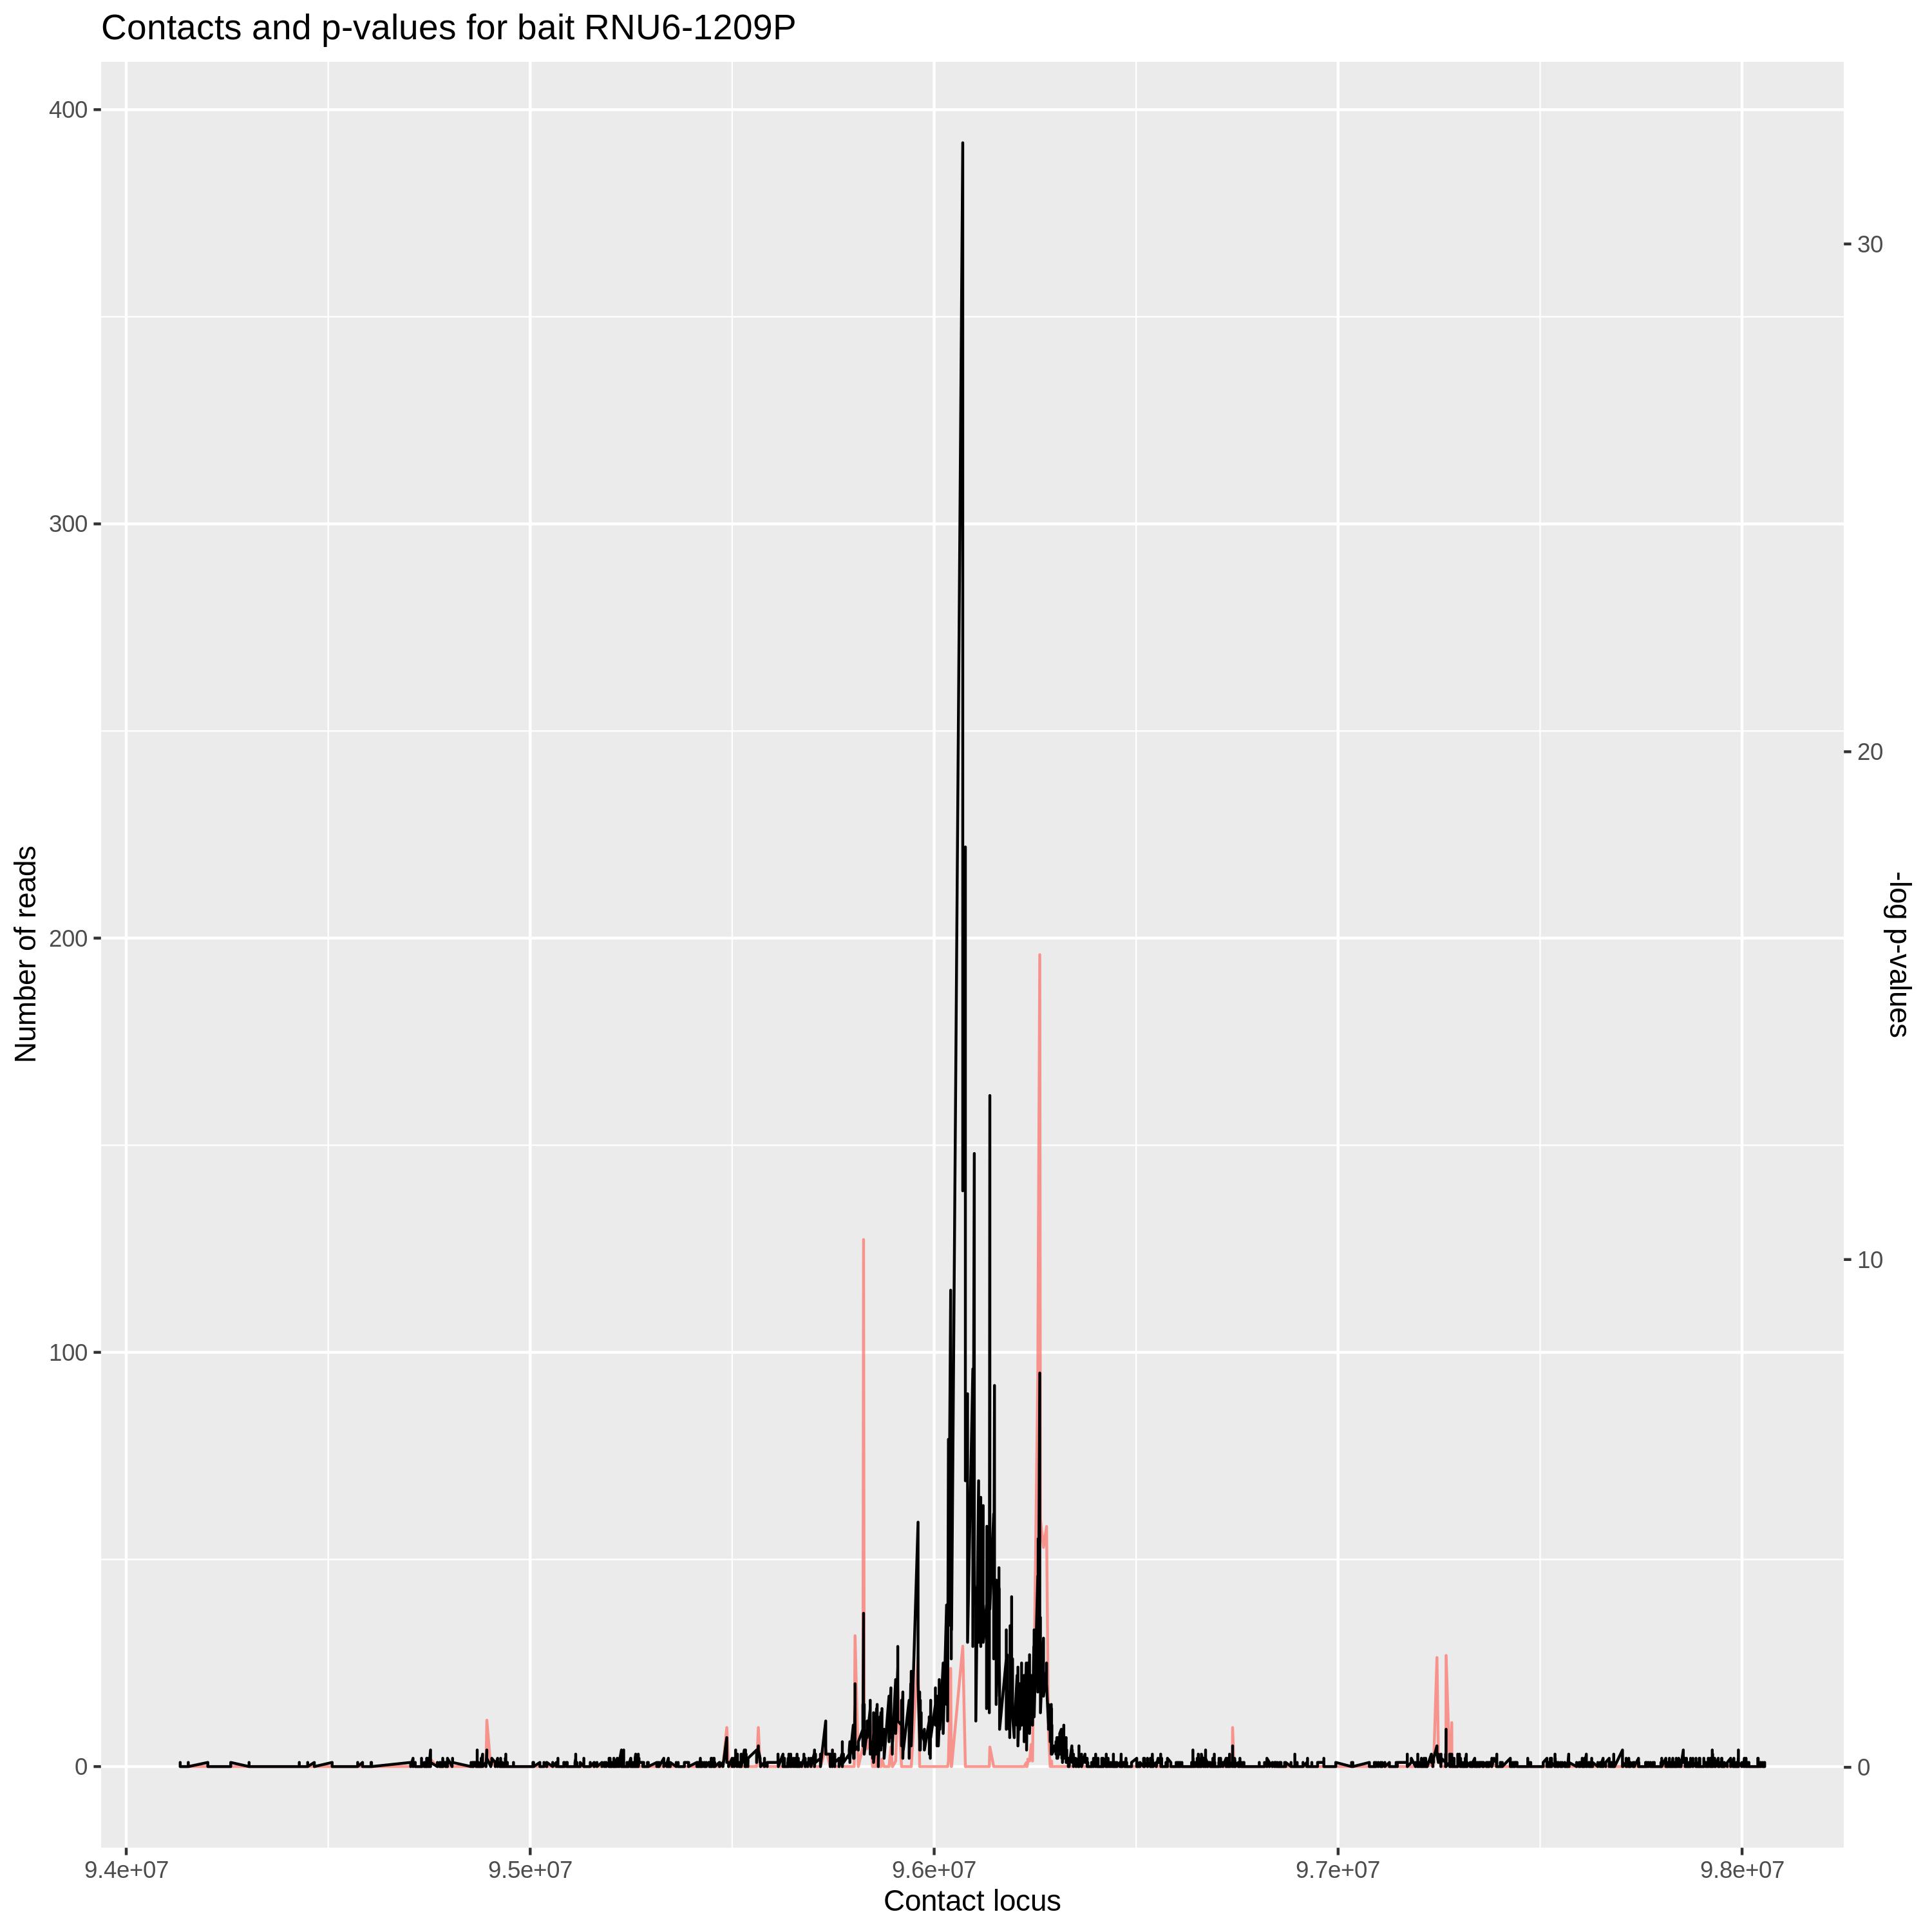 Contacts and p-values for bait RNU6-1209P
400
300
200
100
0
Number of reads
30
20
10
0
-log p-values
9.4e+07
9.5e+07
9.6e+07
9.7e+07
9.8e+07
Contact locus